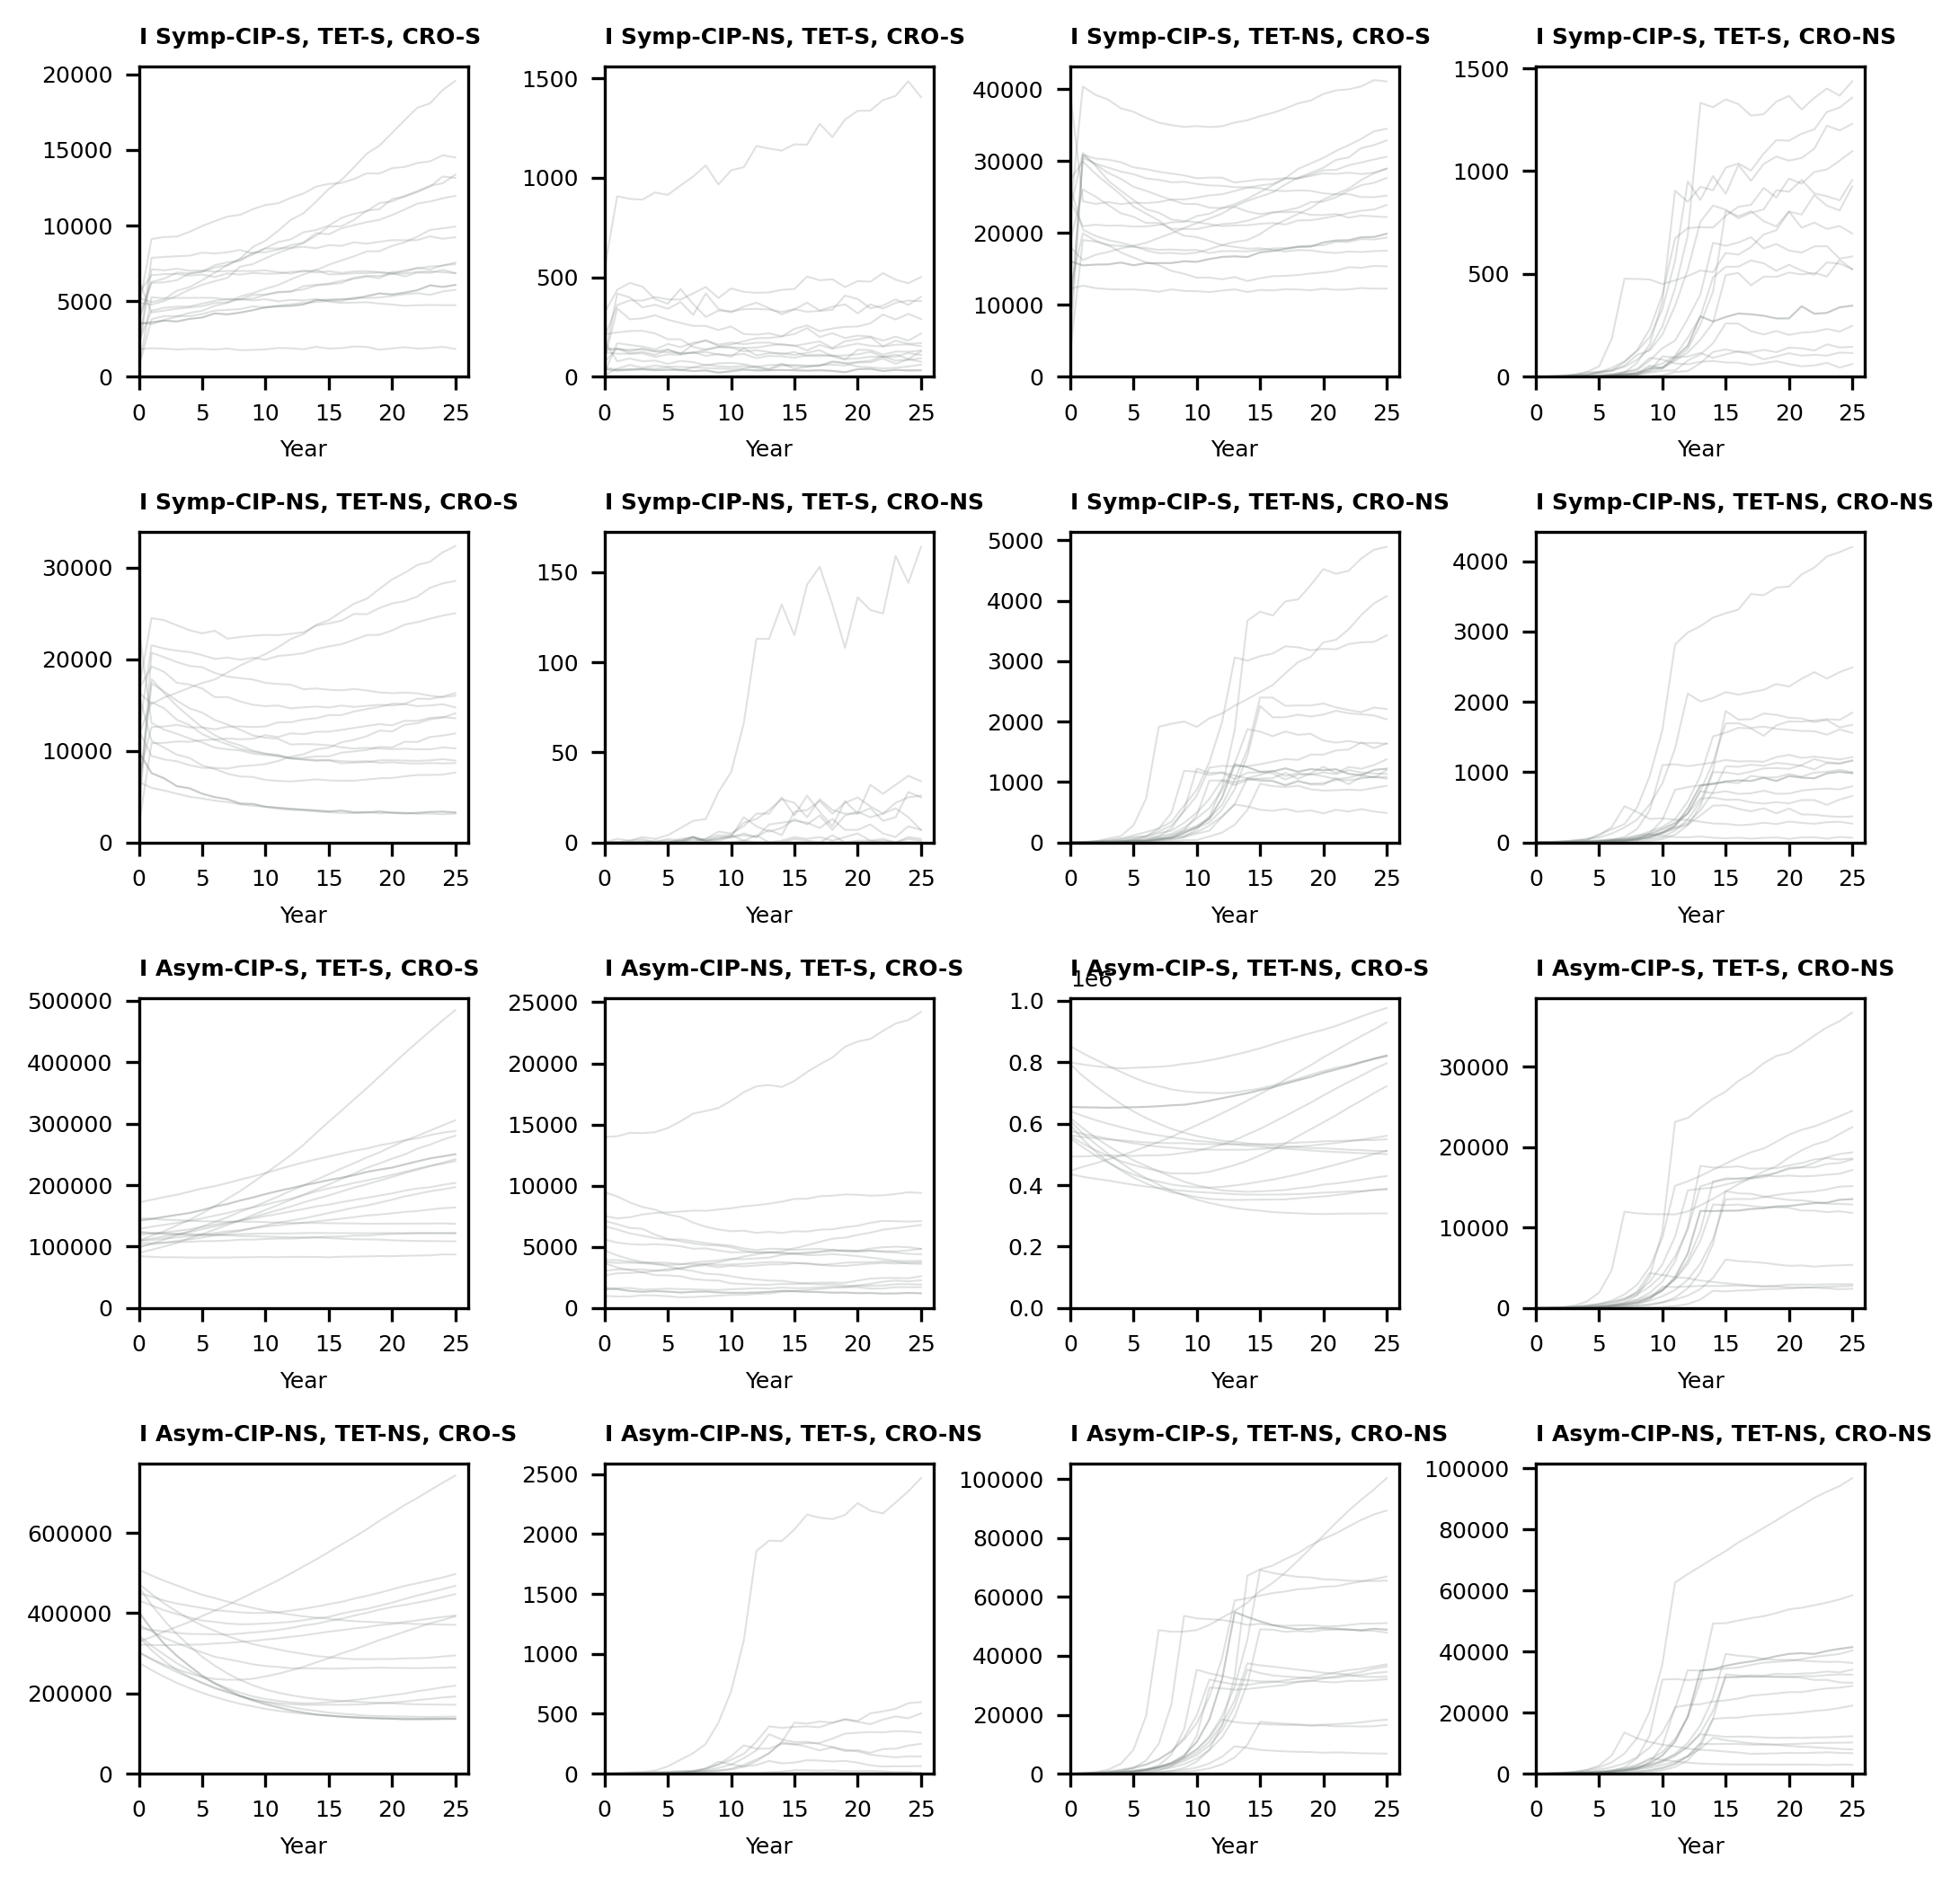 I Symp-CIP-S, TET-S, CRO-S
20000
15000
10000
5000
0
0 5 10 15 20 25
Year
I Symp-CIP-NS, TET-S, CRO-S
1500
1000
500
0
0 5 10 15 20 25
Year
I Symp-CIP-S, TET-NS, CRO-S
40000
30000
20000
10000
0
0 5 10 15 20 25
Year
I Symp-CIP-S, TET-S, CRO-NS
1500
1000
500
0
0 5 10 15 20 25
Year
I Symp-CIP-NS, TET-NS, CRO-S
30000
20000
10000
0
0 5 10 15 20 25
Year
I Symp-CIP-NS, TET-S, CRO-NS
150
100
50
0
0 5 10 15 20 25
Year
I Symp-CIP-S, TET-NS, CRO-NS
5000
4000
3000
2000
1000
0
0 5 10 15 20 25
Year
I Symp-CIP-NS, TET-NS, CRO-NS
4000
3000
2000
1000
0
0 5 10 15 20 25
Year
I Asym-CIP-S, TET-S, CRO-S
500000
400000
300000
200000
100000
0
0 5 10 15 20 25
Year
I Asym-CIP-NS, TET-S, CRO-S
25000
20000
15000
10000
5000
0
0 5 10 15 20 25
Year
I Asym-CIP-S, TET-NS, CRO-S
1e6
1.0
0.8
0.6
0.4
0.2
0.0
0 5 10 15 20 25
Year
I Asym-CIP-S, TET-S, CRO-NS
30000
20000
10000
0
0 5 10 15 20 25
Year
I Asym-CIP-NS, TET-NS, CRO-S
600000
400000
200000
0
0 5 10 15 20 25
Year
I Asym-CIP-NS, TET-S, CRO-NS
2500
2000
1500
1000
500
0
0 5 10 15 20 25
Year
I Asym-CIP-S, TET-NS, CRO-NS
100000
80000
60000
40000
20000
0
0 5 10 15 20 25
Year
I Asym-CIP-NS, TET-NS, CRO-NS
100000
80000
60000
40000
20000
0
0 5 10 15 20 25
Year